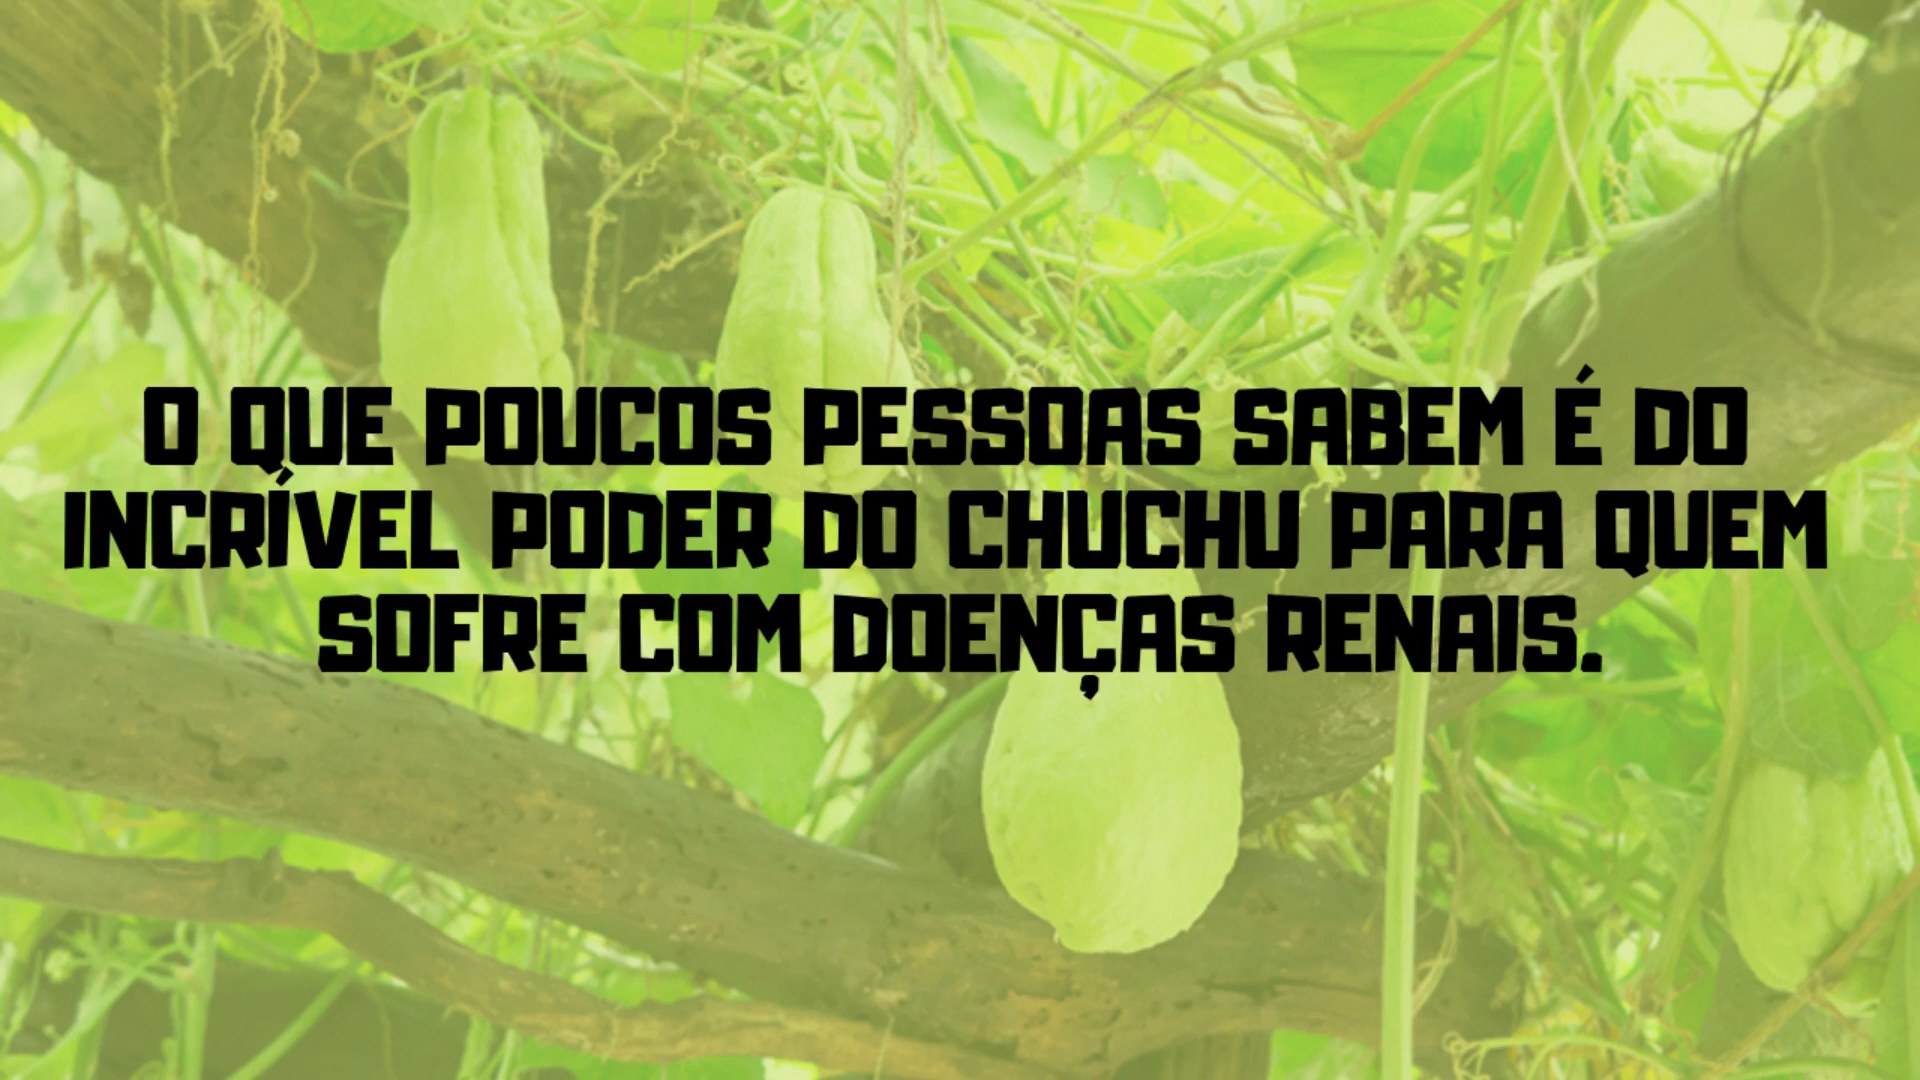 O QUE POUCOS PESSOAS SABEM É DO
INCRÍVEL PODER DO CHUCHU PARA QUEM
SOFRE COM DOENÇAS RENAIS.